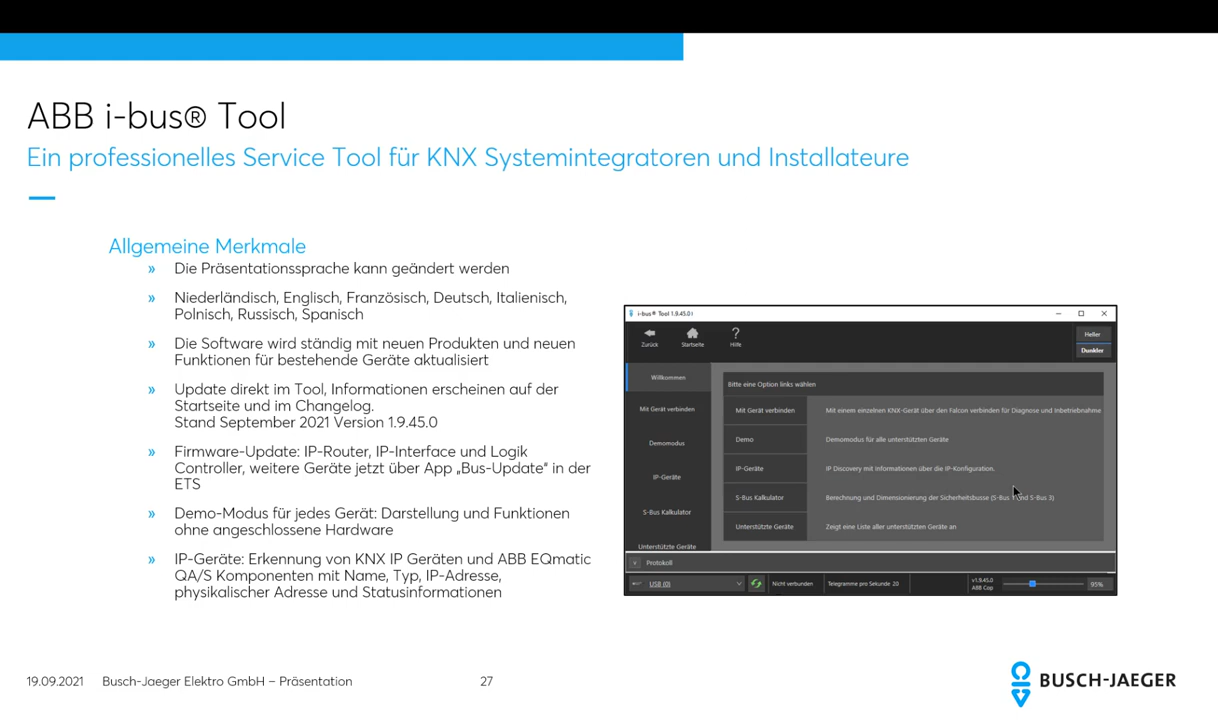 ABB i-bus® Tool
Ein professionelles Service Tool für KNX Systemintegratoren und Installateure
Allgemeine Merkmale
» Die Präsentationssprache kann geändert werden
» Niederländisch, Englisch, Französisch, Deutsch, Italienisch,
Polnisch, Russisch, Spanisch
» Die Software wird ständig mit neuen Produkten und neuen
Funktionen für bestehende Geräte aktualisiert
» Update direkt im Tool, Informationen erscheinen auf der
Startseite und im Changelog.
Stand September 2021 Version 1.9.45.0
» Firmware-Update: IP-Router, IP-Interface und Logik
Controller, weitere Geräte jetzt über App „Bus-Update“ in der
ETS
» Demo-Modus für jedes Gerät: Darstellung und Funktionen
ohne angeschlossene Hardware
» IP-Geräte: Erkennung von KNX IP Geräten und ABB EQmatic
QA/S Komponenten mit Name, Typ, IP-Adresse,
physikalischer Adresse und Statusinformationen
i-bus® Tool 1.9.45.0
Zurück Startseite Hilfe
Heller
Dunkler
Willkommen
Mit Gerät verbinden
Demomodus
IP-Geräte
S-Bus Kalkulator
Unterstützte Geräte
Bitte eine Option links wählen
Mit Gerät verbinden Mit einem einzelnen KNX-Gerät über den Falcon verbinden für Diagnose und Inbetriebnahme
Demo Demomodus für alle unterstützten Geräte
IP-Geräte IP Discovery mit Informationen über die IP-Konfiguration.
S-Bus Kalkulator Berechnung und Dimensionierung der Sicherheitsbusse (S-Bus 1 und S-Bus 3)
Unterstützte Geräte Zeigt eine Liste aller unterstützten Geräte an
Protokoll
USB (0) Nicht verbunden Telegramme pro Sekunde 20 v1.9.45.0
ABB Cop 95%
19.09.2021 Busch-Jaeger Elektro GmbH – Präsentation 27
BUSCH-JAEGER